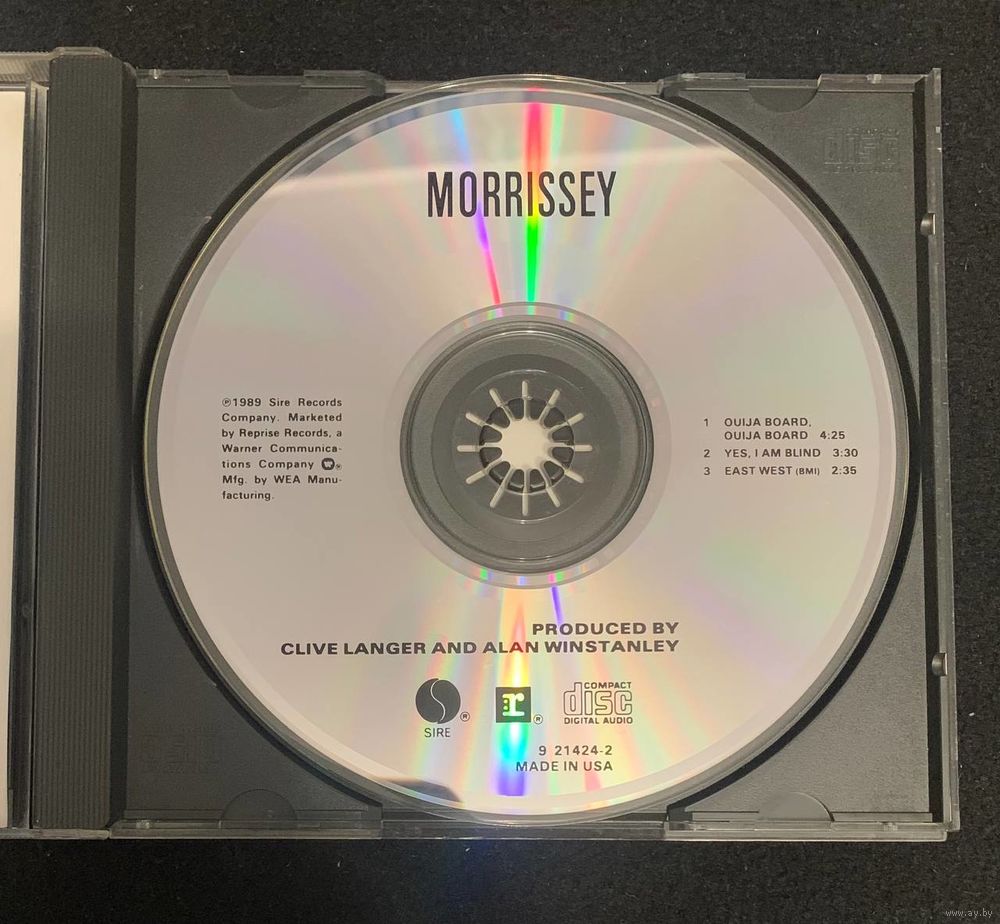 MORRISSEY
℗1989 Sire Records
Company. Marketed
by Reprise Records, a
Warner Communica-
tions Company ®
Mfg. by WEA Manu-
facturing.
1 OUIJA BOARD,
OUIJA BOARD 4:25
2 YES, I AM BLIND 3:30
3 EAST WEST (BMI) 2:35
PRODUCED BY
CLIVE LANGER AND ALAN WINSTANLEY
SIRE ®
r ®
COMPACT
disc
DIGITAL AUDIO
9 21424-2
MADE IN USA
disc
www.ay.by